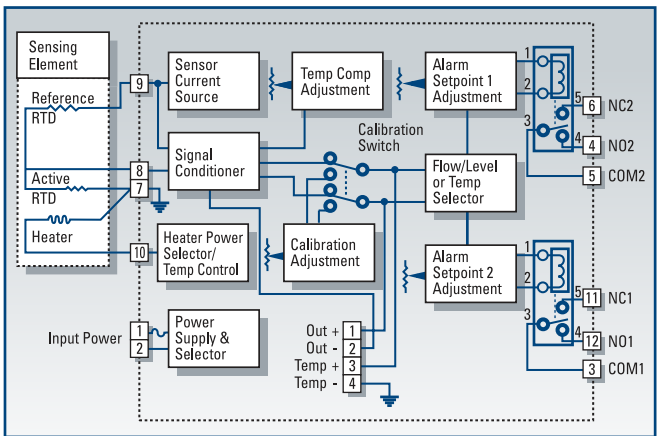 Sensing
Element
Reference
RTD
Active
RTD
Heater
9
8
7
10
Input Power
1
2
Sensor
Current
Source
Temp Comp
Adjustment
Signal
Conditioner
Calibration
Switch
Heater Power
Selector/
Temp Control
Calibration
Adjustment
Power
Supply &
Selector
Out + 1
Out - 2
Temp + 3
Temp - 4
Alarm
Setpoint 1
Adjustment
Flow/Level
or Temp
Selector
Alarm
Setpoint 2
Adjustment
1
2
3
5
4
6 NC2
4 NO2
5 COM2
1
2
3
5
4
11 NC1
12 NO1
3 COM1